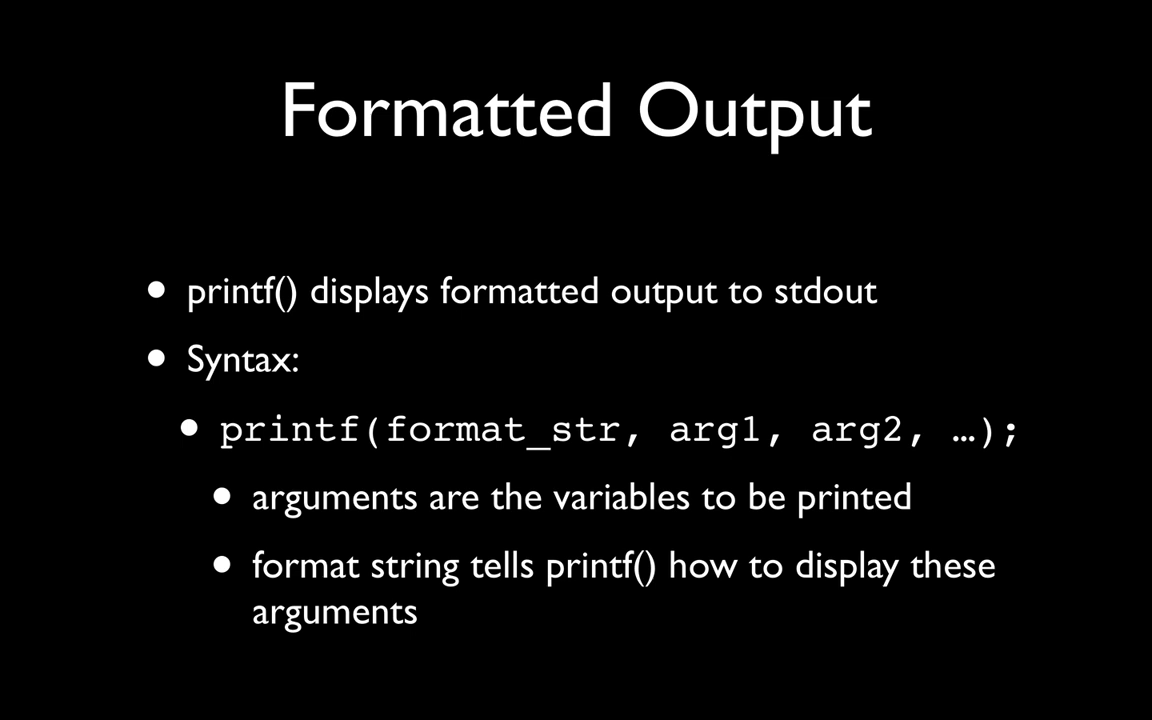 Formatted Output
• printf() displays formatted output to stdout
• Syntax:
• printf(format_str, arg1, arg2, …);
• arguments are the variables to be printed
• format string tells printf() how to display these
arguments